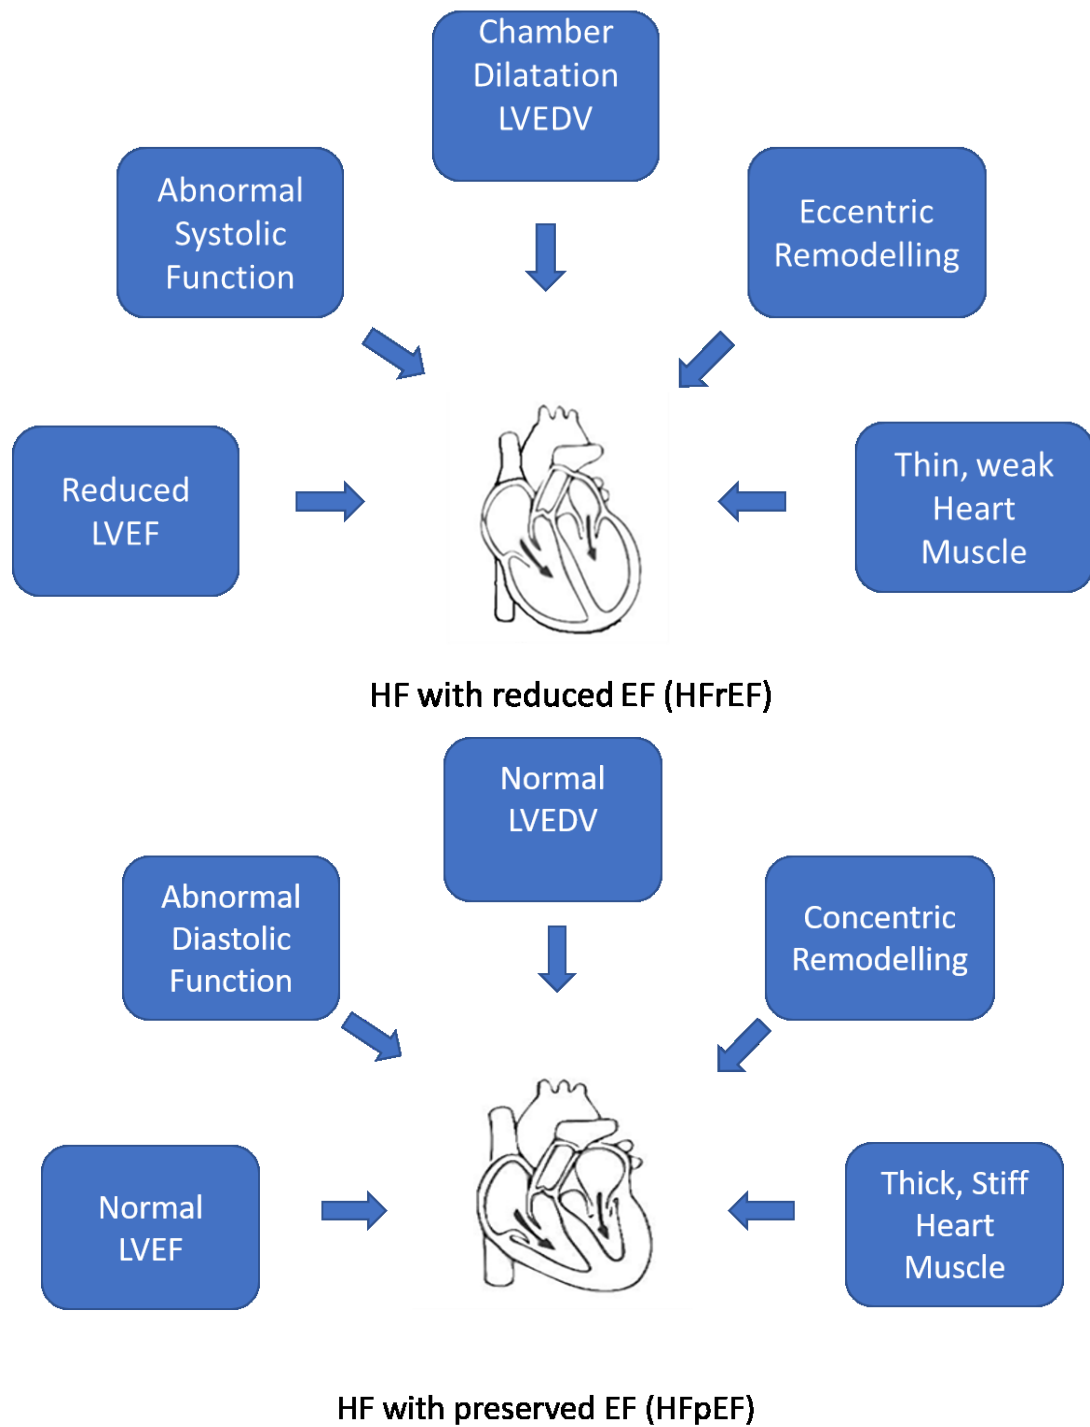 Chamber
Dilatation
LVEDV
Abnormal
Systolic
Function
Eccentric
Remodelling
Reduced
LVEF
Thin, weak
Heart
Muscle
HF with reduced EF (HFrEF)
Normal
LVEDV
Abnormal
Diastolic
Function
Concentric
Remodelling
Normal
LVEF
Thick, Stiff
Heart
Muscle
HF with preserved EF (HFpEF)